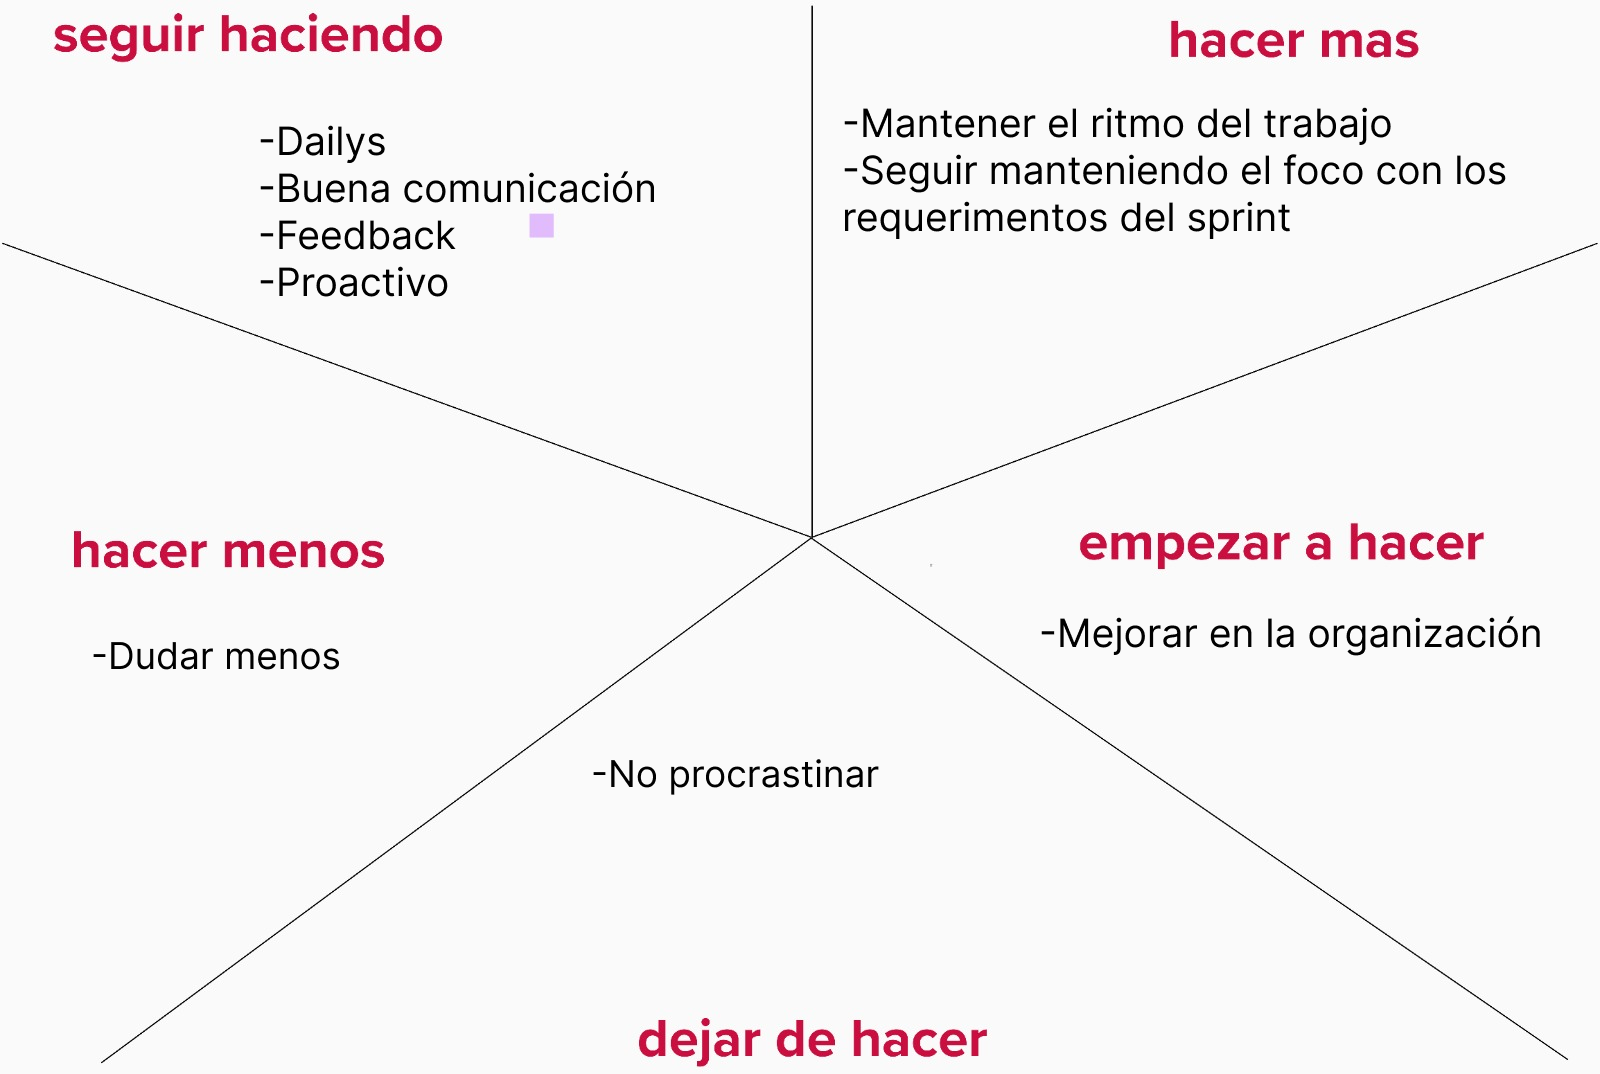 seguir haciendo
-Dailys
-Buena comunicación
-Feedback
-Proactivo
hacer mas
-Mantener el ritmo del trabajo
-Seguir manteniendo el foco con los
requerimentos del sprint
hacer menos
-Dudar menos
empezar a hacer
-Mejorar en la organización
-No procrastinar
dejar de hacer